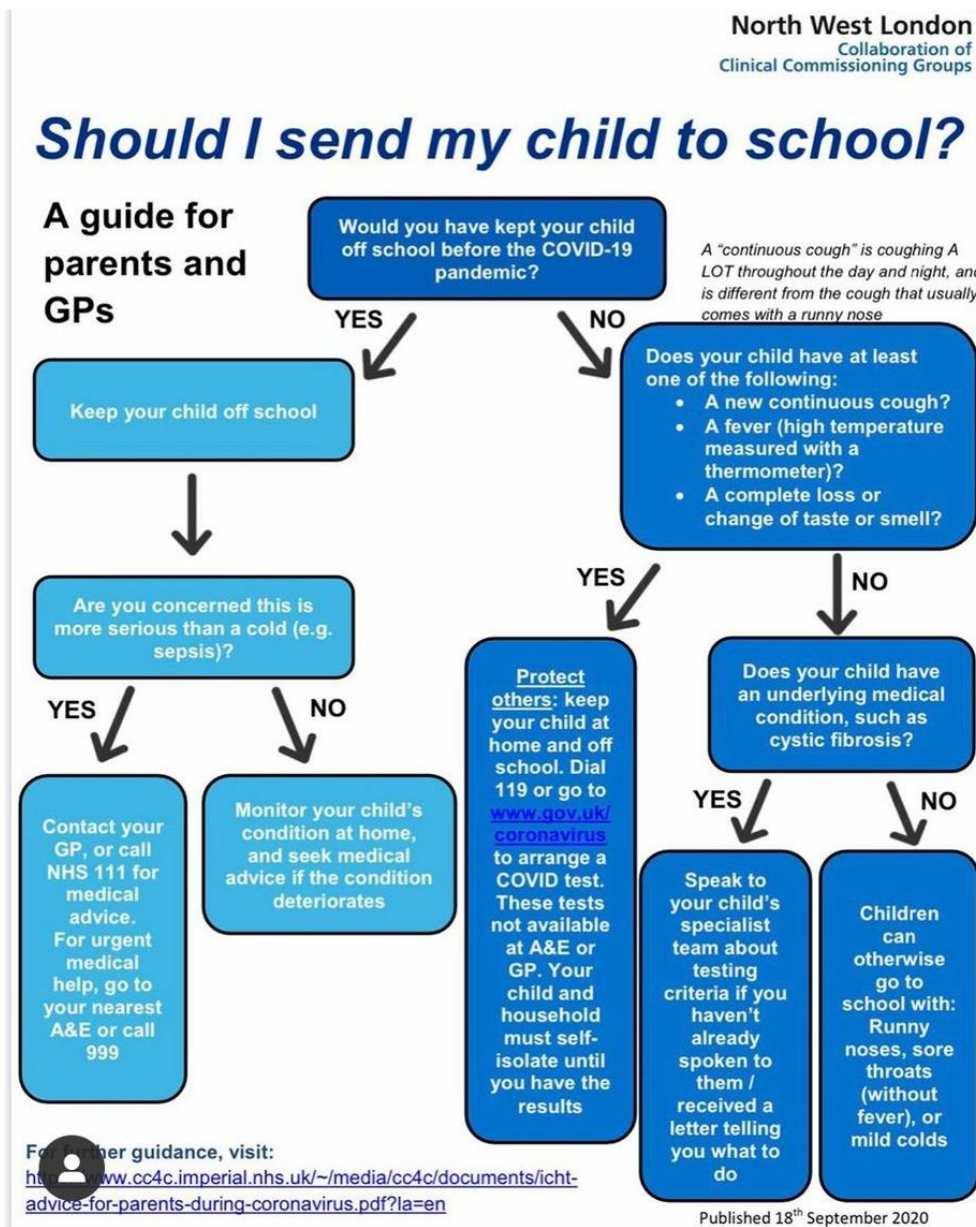 North West London
Collaboration of
Clinical Commissioning Groups
Should I send my child to school?
A guide for
parents and
GPs
Would you have kept your child
off school before the COVID-19
pandemic?
A “continuous cough” is coughing A
LOT throughout the day and night, and
is different from the cough that usually
comes with a runny nose
YES
NO
Keep your child off school
Does your child have at least
one of the following:
• A new continuous cough?
• A fever (high temperature
measured with a
thermometer)?
• A complete loss or
change of taste or smell?
Are you concerned this is
more serious than a cold (e.g.
sepsis)?
YES
NO
Contact your
GP, or call
NHS 111 for
medical
advice.
For urgent
medical
help, go to
your nearest
A&E or call
999
Monitor your child’s
condition at home,
and seek medical
advice if the condition
deteriorates
YES
NO
Protect
others: keep
your child at
home and off
school. Dial
119 or go to
www.gov.uk/
coronavirus
to arrange a
COVID test.
These tests
not available
at A&E or
GP. Your
child and
household
must self-
isolate until
you have the
results
Does your child have
an underlying medical
condition, such as
cystic fibrosis?
YES
NO
Speak to
your child’s
specialist
team about
testing
criteria if you
haven’t
already
spoken to
them /
received a
letter telling
you what to
do
Children
can
otherwise
go to
school with:
Runny
noses, sore
throats
(without
fever), or
mild colds
further guidance, visit:
www.cc4c.imperial.nhs.uk/~/media/cc4c/documents/icht-
advice-for-parents-during-coronavirus.pdf?la=en
Published 18th September 2020